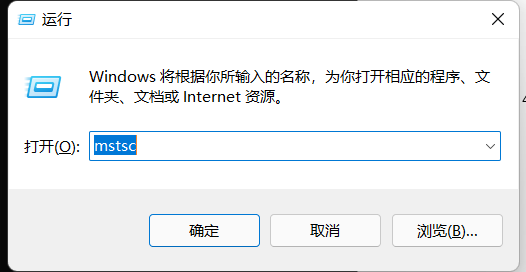 运行
Windows 将根据你所输入的名称，为你打开相应的程序、文
件夹、文档或 Internet 资源。
打开(O): mstsc
确定 取消 浏览(B)...